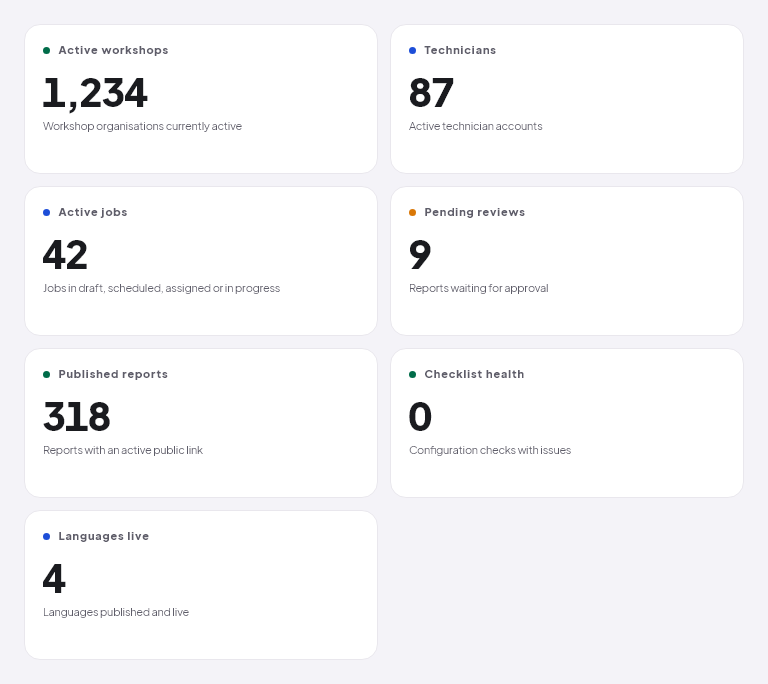 Active workshops
1,234
Workshop organisations currently active
Technicians
87
Active technician accounts
Active jobs
42
Jobs in draft, scheduled, assigned or in progress
Pending reviews
9
Reports waiting for approval
Published reports
318
Reports with an active public link
Checklist health
0
Configuration checks with issues
Languages live
4
Languages published and live